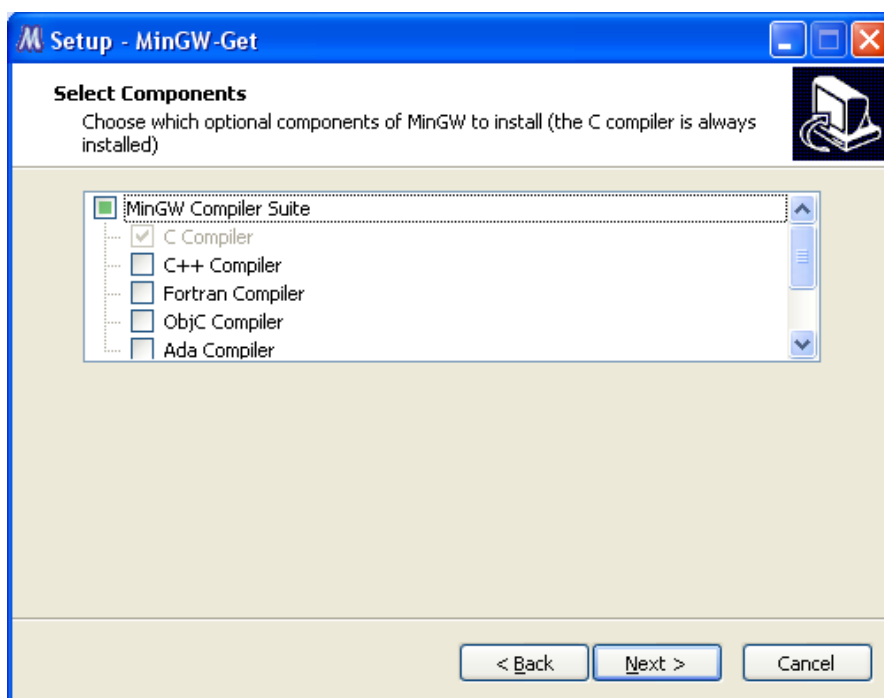 Setup - MinGW-Get
Select Components
Choose which optional components of MinGW to install (the C compiler is always
installed)
MinGW Compiler Suite
C Compiler
C++ Compiler
Fortran Compiler
ObjC Compiler
Ada Compiler
< Back Next > Cancel